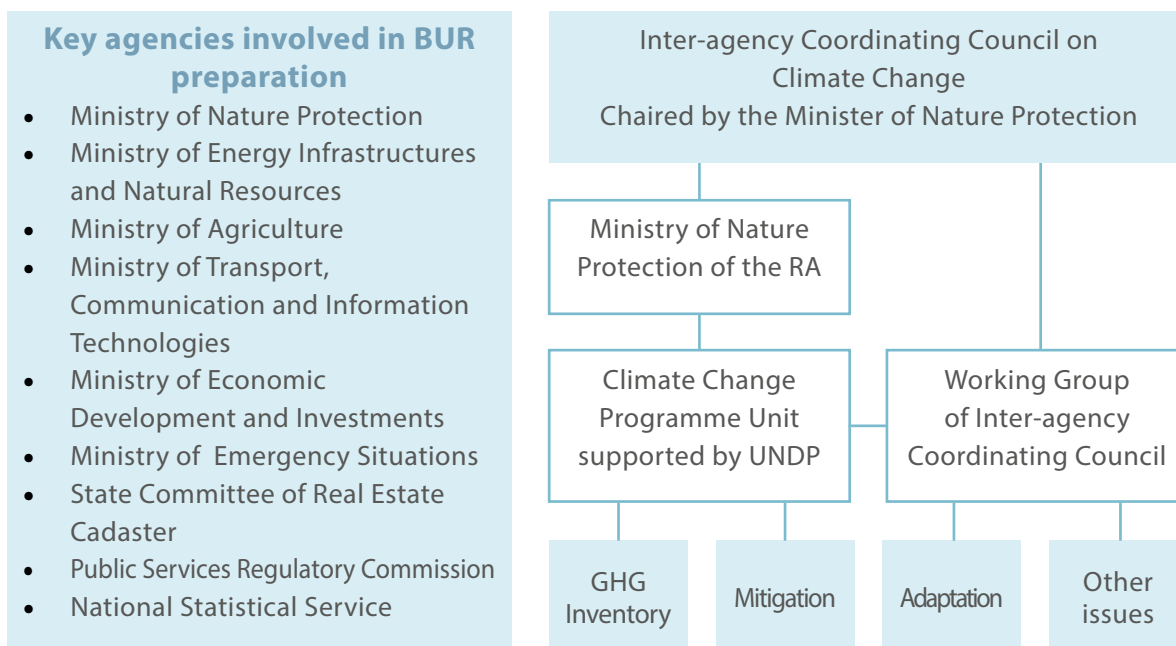 Key agencies involved in BUR
preparation
• Ministry of Nature Protection
• Ministry of Energy Infrastructures
and Natural Resources
• Ministry of Agriculture
• Ministry of Transport,
Communication and Information
Technologies
• Ministry of Economic
Development and Investments
• Ministry of Emergency Situations
• State Committee of Real Estate
Cadaster
• Public Services Regulatory Commission
• National Statistical Service
Inter-agency Coordinating Council on
Climate Change
Chaired by the Minister of Nature Protection
Ministry of Nature
Protection of the RA
Climate Change
Programme Unit
supported by UNDP
Working Group
of Inter-agency
Coordinating Council
GHG
Inventory
Mitigation
Adaptation
Other
issues